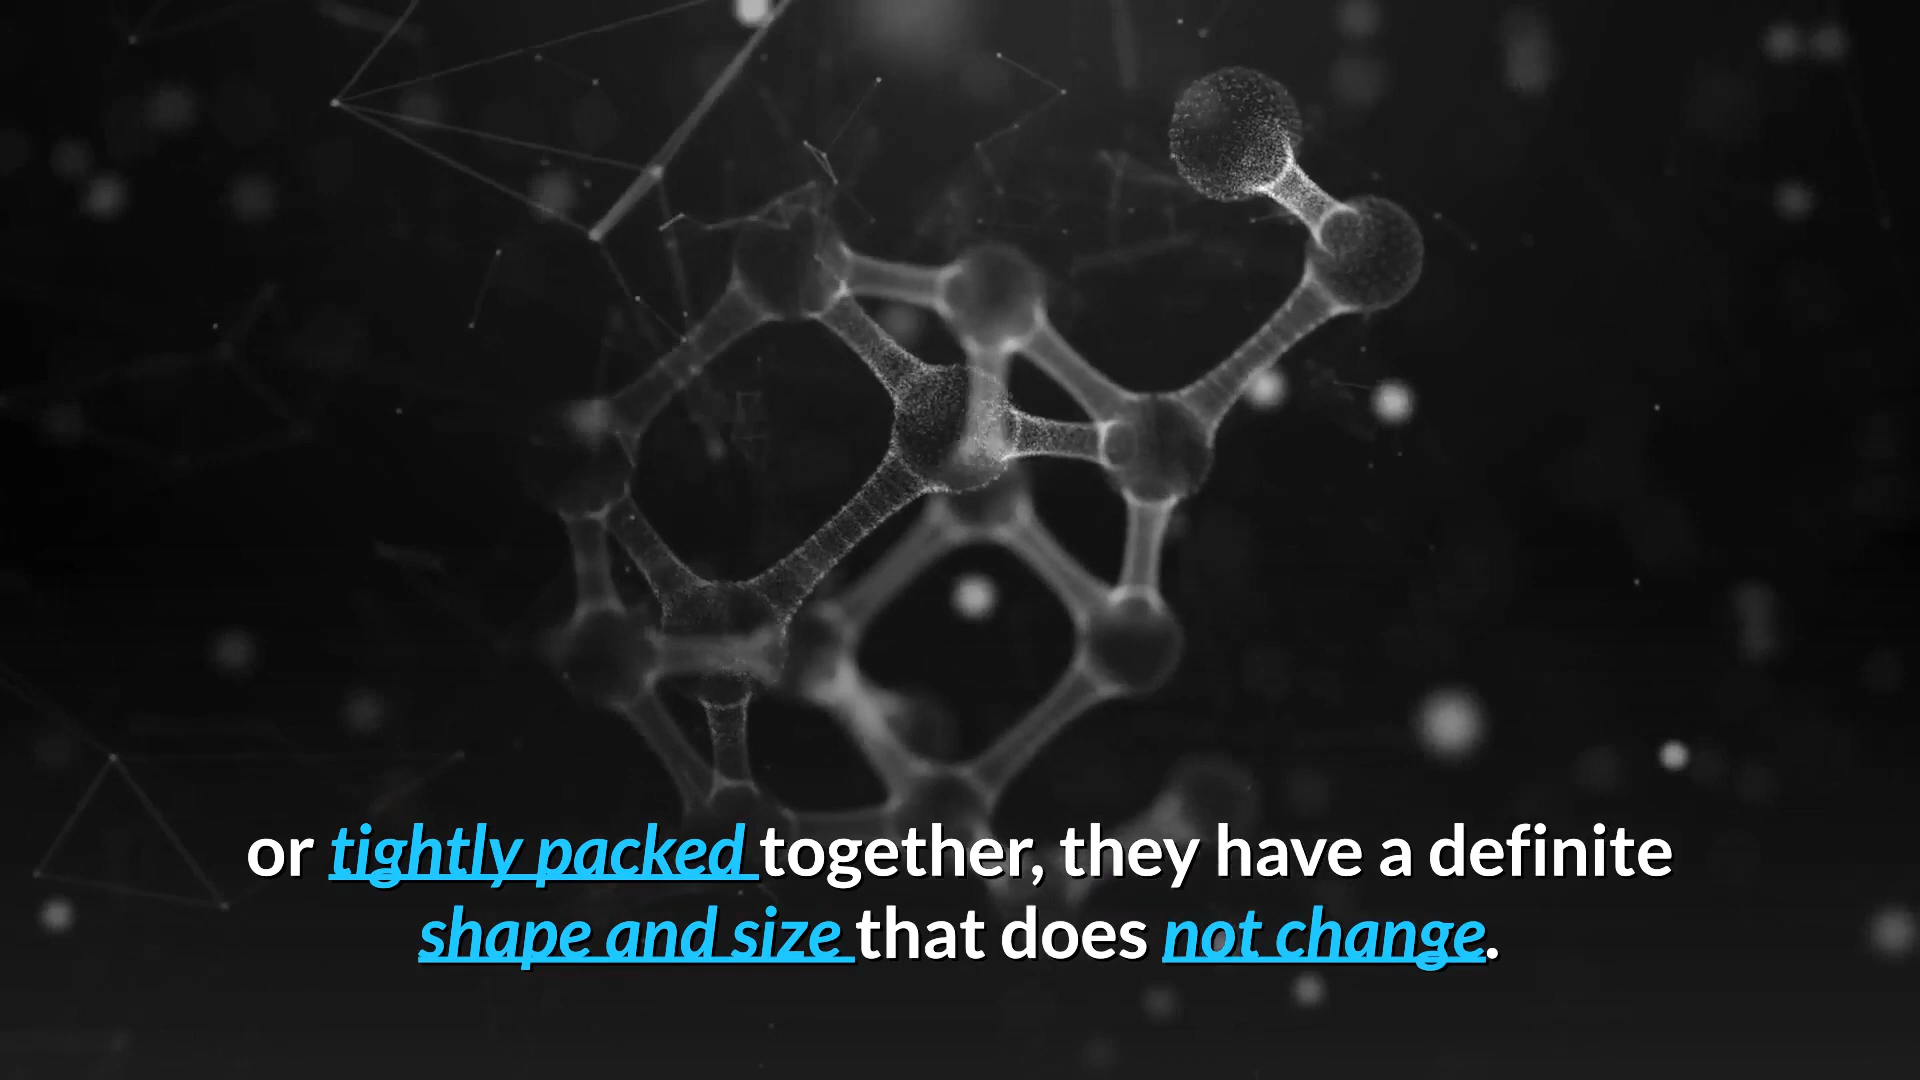 or tightly packed together, they have a definite
shape and size that does not change.